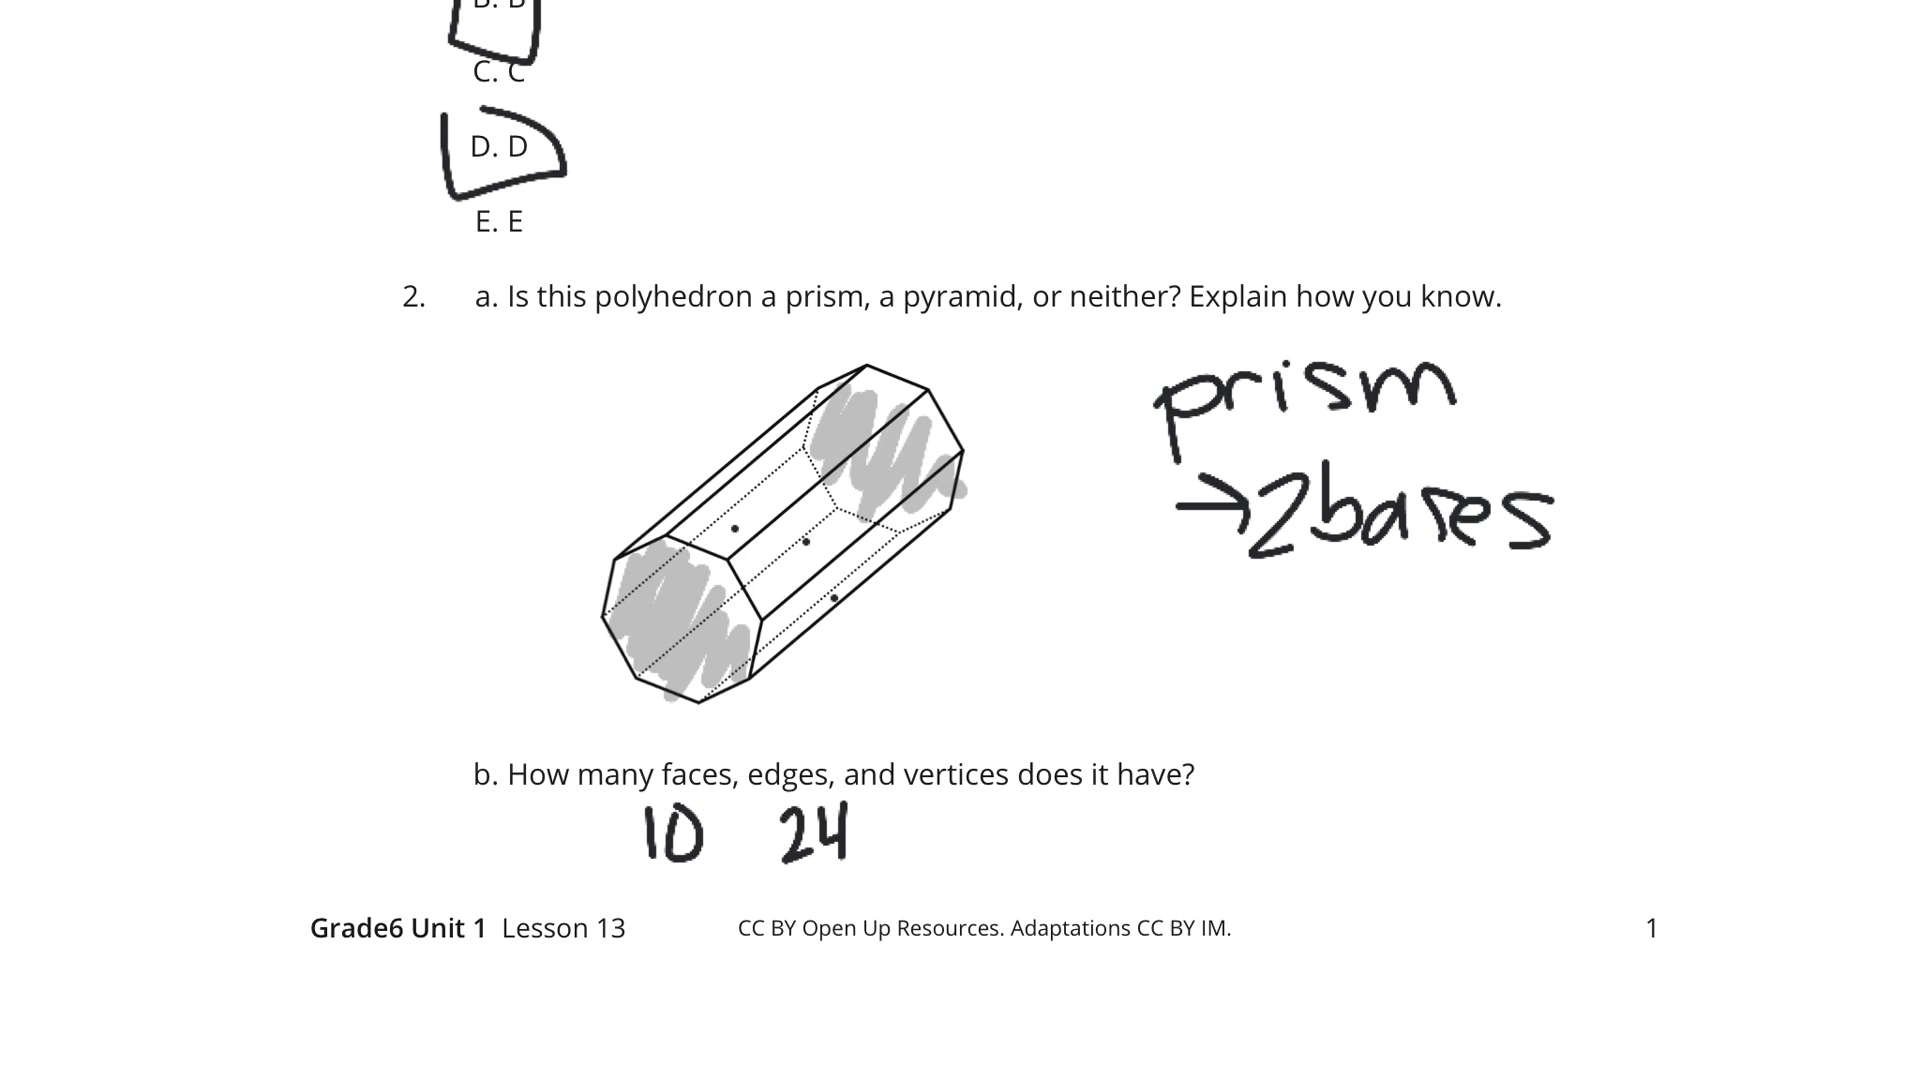 B. B
C. C
D. D
E. E
2. a. Is this polyhedron a prism, a pyramid, or neither? Explain how you know.
prism
→2bases
b. How many faces, edges, and vertices does it have?
10 24
Grade6 Unit 1 Lesson 13 CC BY Open Up Resources. Adaptations CC BY IM. 1